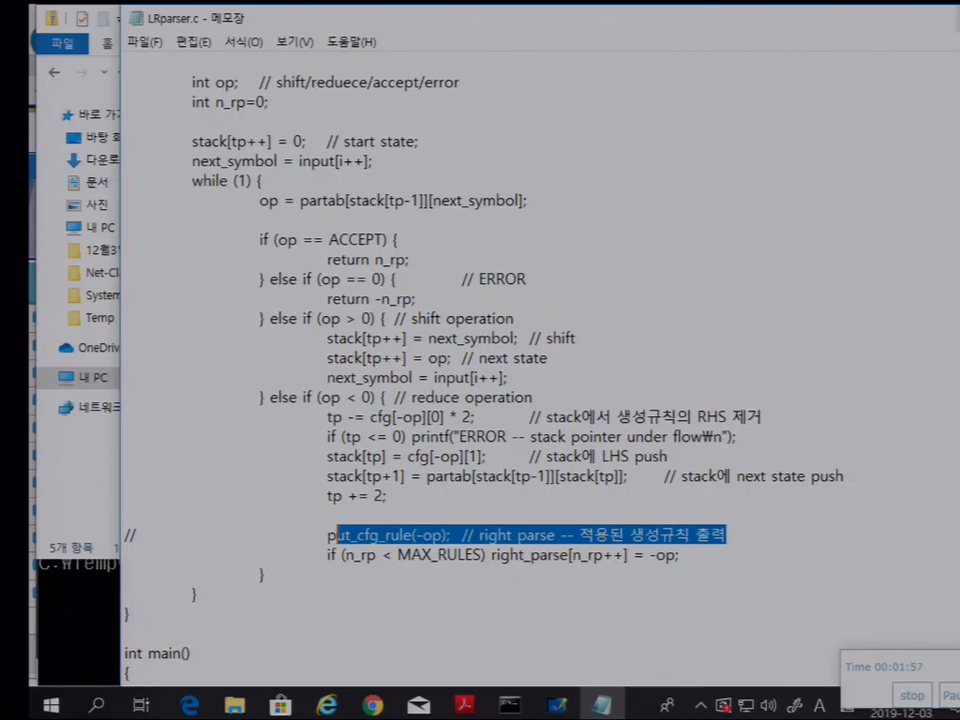 LRparser.c - 메모장
파일
홈
파일(F) 편집(E) 서식(O) 보기(V) 도움말(H)
바로 가기
바탕 화
다운로
문서
사진
내 PC
12월3
Net-Cl
System
Temp
OneDriv
내 PC
네트워크
5개 항목
int op; // shift/reduece/accept/error
int n_rp=0;
stack[tp++] = 0; // start state;
next_symbol = input[i++];
while (1) {
op = partab[stack[tp-1]][next_symbol];
if (op == ACCEPT) {
return n_rp;
} else if (op == 0) { // ERROR
return -n_rp;
} else if (op > 0) { // shift operation
stack[tp++] = next_symbol; // shift
stack[tp++] = op; // next state
next_symbol = input[i++];
} else if (op < 0) { // reduce operation
tp -= cfg[-op][0] * 2; // stack에서 생성규칙의 RHS 제거
if (tp <= 0) printf("ERROR -- stack pointer under flow₩n");
stack[tp] = cfg[-op][1]; // stack에 LHS push
stack[tp+1] = partab[stack[tp-1]][stack[tp]]; // stack에 next state push
tp += 2;
// put_cfg_rule(-op); // right parse -- 적용된 생성규칙 출력
if (n_rp < MAX_RULES) right_parse[n_rp++] = -op;
}
}
}
int main()
{
Time 00:01:57
stop
A
2019-12-03